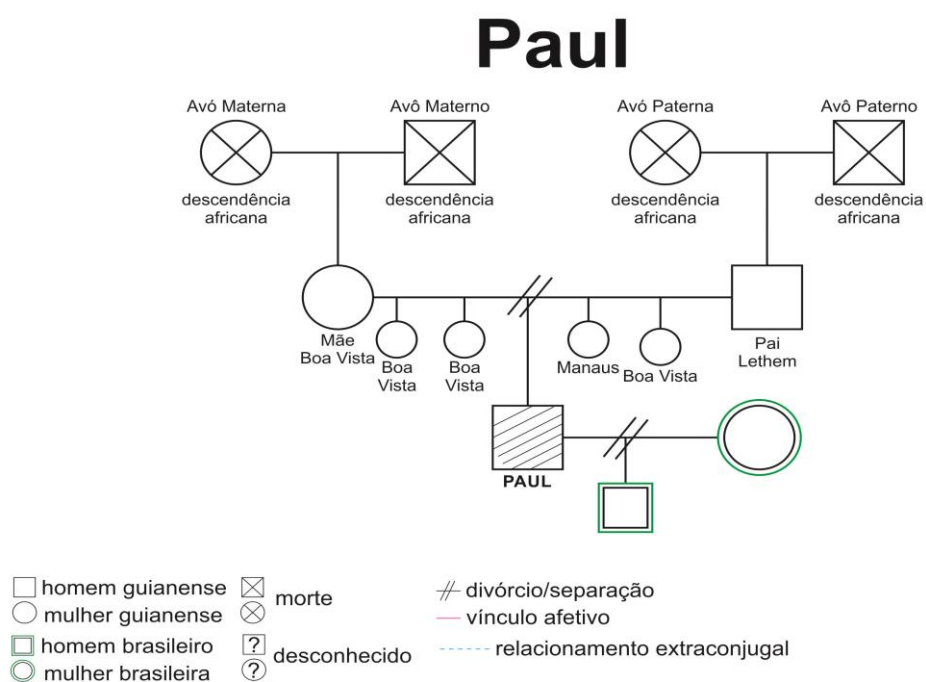 Paul
Avó Materna
Avô Materno
Avó Paterna
Avô Paterno
descendência
africana
descendência
africana
descendência
africana
descendência
africana
Mãe
Boa Vista
Boa
Vista
Boa
Vista
Manaus
Boa Vista
Pai
Lethem
PAUL
homem guianense
mulher guianense
homem brasileiro
mulher brasileira
morte
?
?
desconhecido
divórcio/separação
vínculo afetivo
relacionamento extraconjugal